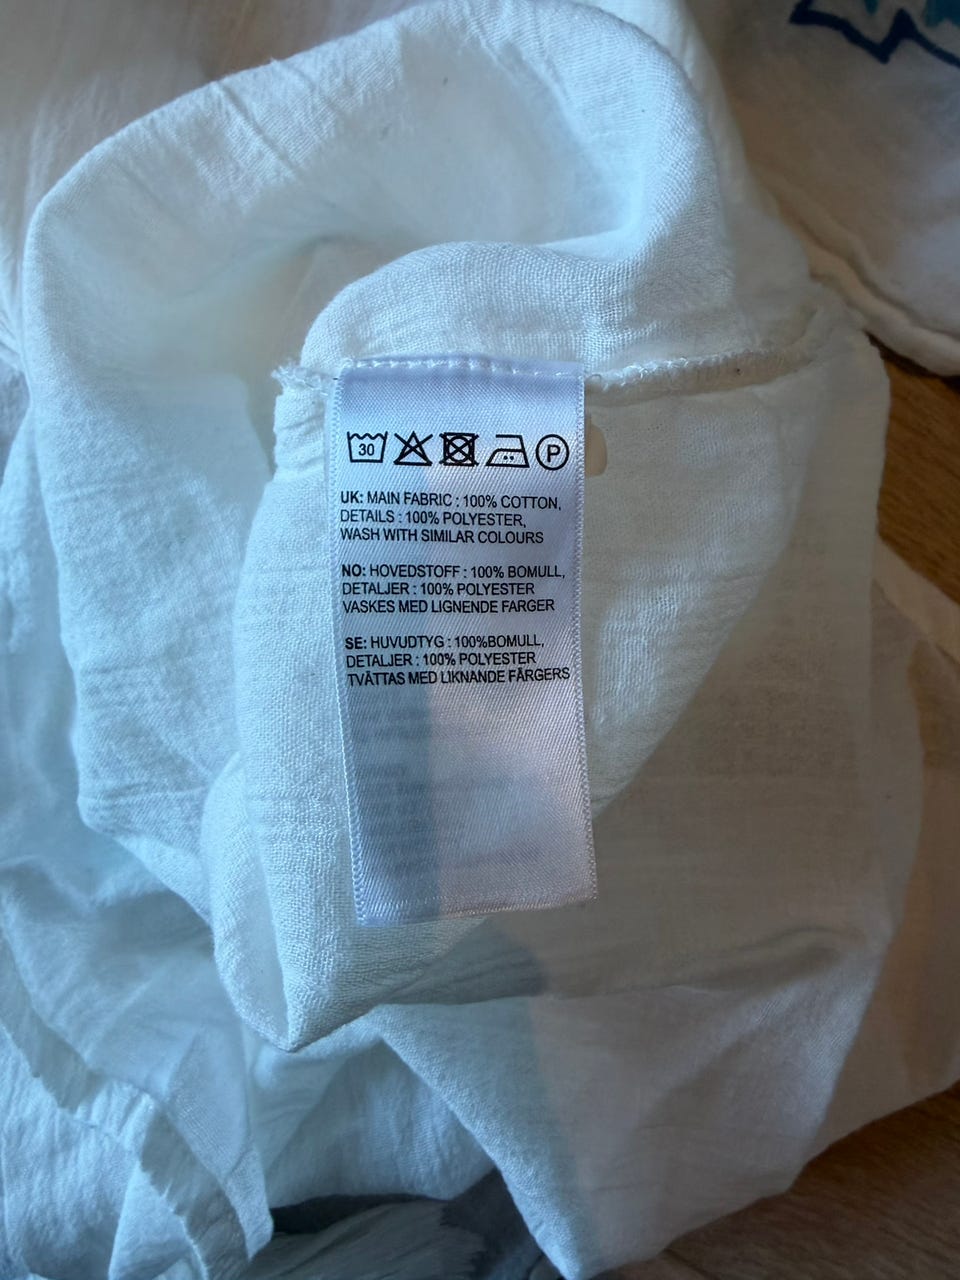 30 P
UK: MAIN FABRIC : 100% COTTON,
DETAILS : 100% POLYESTER,
WASH WITH SIMILAR COLOURS
NO: HOVEDSTOFF : 100% BOMULL,
DETALJER : 100% POLYESTER
VASKES MED LIGNENDE FARGER
SE: HUVUDTYG : 100%BOMULL,
DETALJER : 100% POLYESTER
TVÄTTAS MED LIKNANDE FÄRGERS